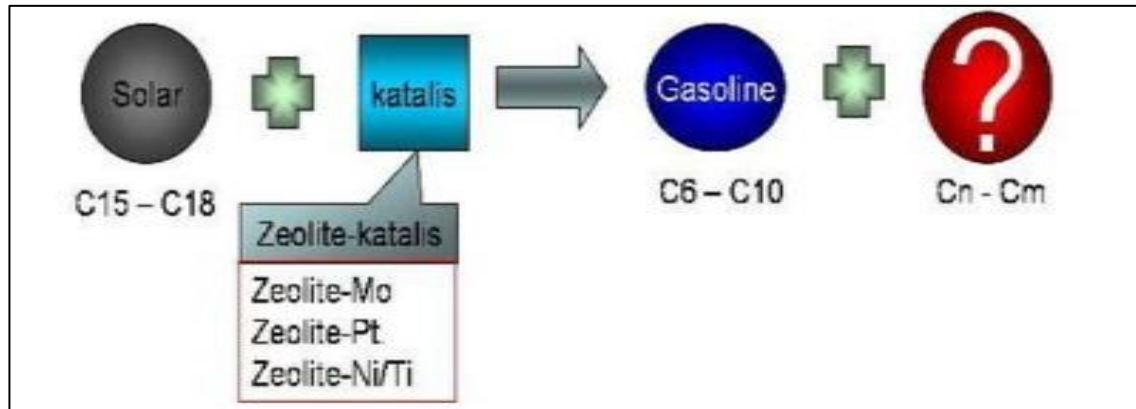 Solar
katalis
Gasoline
?
C15 – C18
C6 – C10
Cn - Cm
Zeolite-katalis
Zeolite-Mo
Zeolite-Pt
Zeolite-Ni/Ti